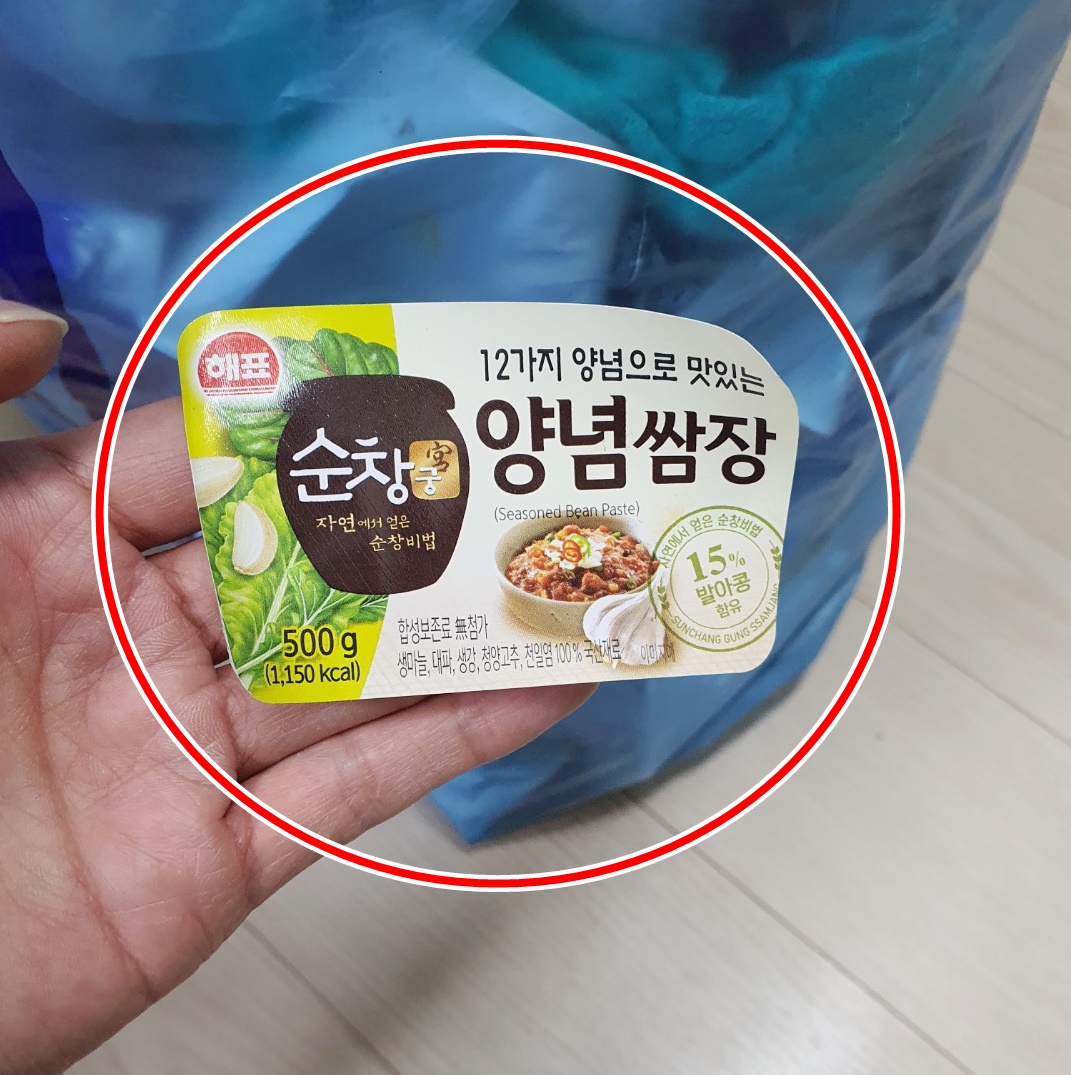 해표
12가지 양념으로 맛있는
순창宮궁
양념쌈장
자연에서 얻은
순창비법
(Seasoned Bean Paste)
자연에서 얻은 순창비법
15%
발아콩
함유
SUNCHANG GUNG SSAMJANG
500 g
(1,150 kcal)
합성보존료 無첨가
생마늘, 대파, 생강, 청양고추, 천일염 100% 국산재료